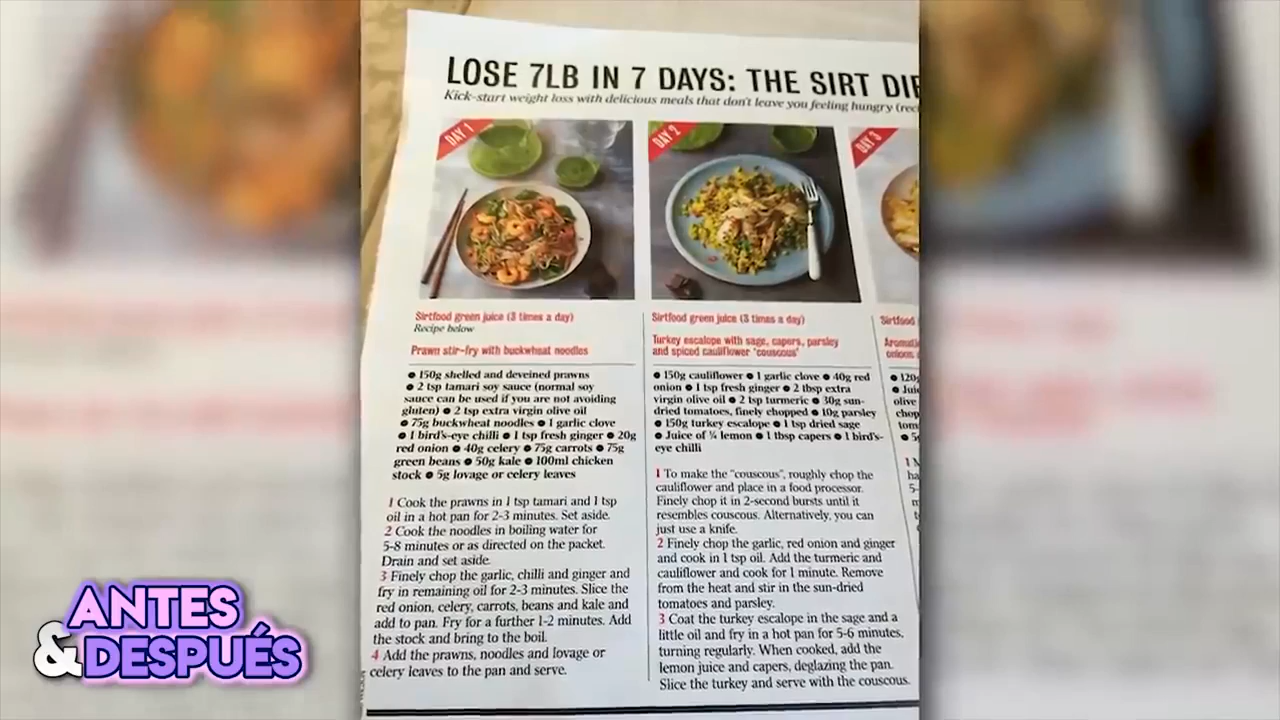 LOSE 7LB IN 7 DAYS: THE SIRT
Kick-start weight loss with delicious meals that don't leave you feeling hungry
DAY 1
DAY 2
DAY 3
Sirtfood green juice (3 times a day)
Recipe below
Prawn stir-fry with buckwheat noodles
● 150g shelled and deveined prawns
● 2 tsp tamari soy sauce (normal soy
sauce can be used if you are not avoiding
gluten) ● 2 tsp extra virgin olive oil
● 75g buckwheat noodles ● 1 garlic clove
● 1 bird's-eye chilli ● 1 tsp fresh ginger ● 20g
red onion ● 40g celery ● 75g carrots ● 75g
green beans ● 50g kale ● 100ml chicken
stock ● 5g lovage or celery leaves
1 Cook the prawns in 1 tsp tamari and 1 tsp
oil in a hot pan for 2-3 minutes. Set aside.
2 Cook the noodles in boiling water for
5-8 minutes or as directed on the packet.
Drain and set aside.
3 Finely chop the garlic, chilli and ginger and
fry in remaining oil for 2-3 minutes. Slice the
red onion, celery, carrots, beans and kale and
add to pan. Fry for a further 1-2 minutes. Add
the stock and bring to the boil.
4 Add the prawns, noodles and lovage or
celery leaves to the pan and serve.
Sirtfood green juice (3 times a day)
Turkey escalope with sage, capers, parsley
and spiced cauliflower "couscous"
● 150g cauliflower ● 1 garlic clove ● 40g red
onion ● 1 tsp fresh ginger ● 2 tbsp extra
virgin olive oil ● 2 tsp turmeric ● 30g sun-
dried tomatoes, finely chopped ● 10g parsley
● 150g turkey escalope ● 1 tsp dried sage
● Juice of ¼ lemon ● 1 tbsp capers ● 1 bird's-
eye chilli
1 To make the "couscous", roughly chop the
cauliflower and place in a food processor.
Finely chop it in 2-second bursts until it
resembles couscous. Alternatively, you can
just use a knife.
2 Finely chop the garlic, red onion and ginger
and cook in 1 tsp oil. Add the turmeric and
cauliflower and cook for 1 minute. Remove
from the heat and stir in the sun-dried
tomatoes and parsley.
3 Coat the turkey escalope in the sage and a
little oil and fry in a hot pan for 5-6 minutes,
turning regularly. When cooked, add the
lemon juice and capers, deglazing the pan.
Slice the turkey and serve with the couscous.
Sirtfood
● 120g
olive
ANTES
& DESPUÉS